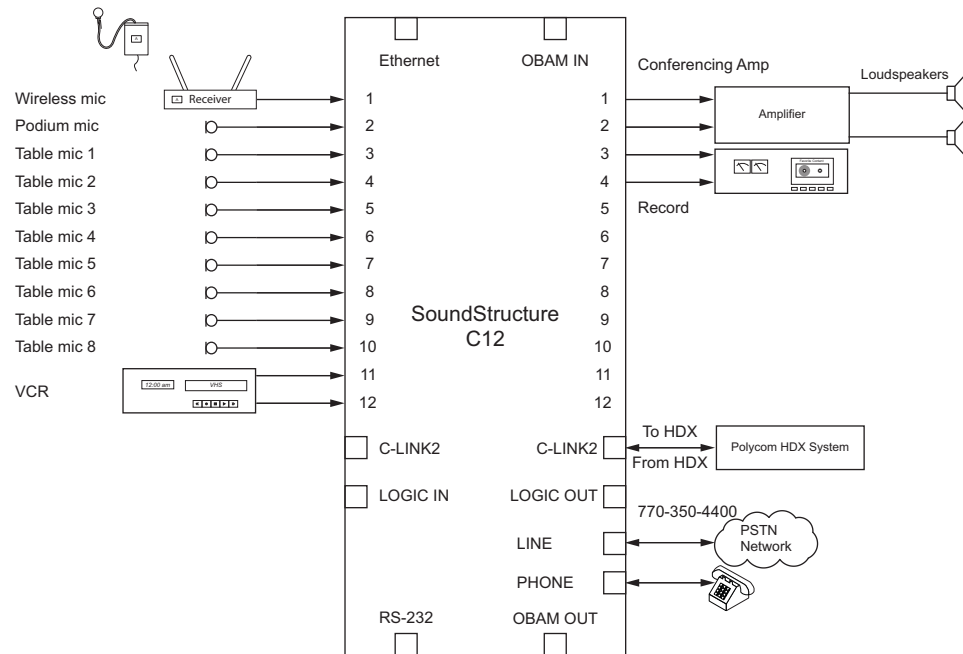 Ethernet
OBAM IN
Conferencing Amp
Loudspeakers
A
Wireless mic
A
Receiver
1
1
Amplifier
Podium mic
2
2
Table mic 1
3
3
Favorite Content
Table mic 2
4
4
Table mic 3
5
5
Record
Table mic 4
6
6
Table mic 5
7
7
Table mic 6
8
8
SoundStructure
C12
Table mic 7
9
9
Table mic 8
10
10
VCR
12:00 am
VHS
11
11
12
12
C-LINK2
C-LINK2
To HDX
From HDX
Polycom HDX System
LOGIC IN
LOGIC OUT
770-350-4400
LINE
PSTN
Network
PHONE
RS-232
OBAM OUT